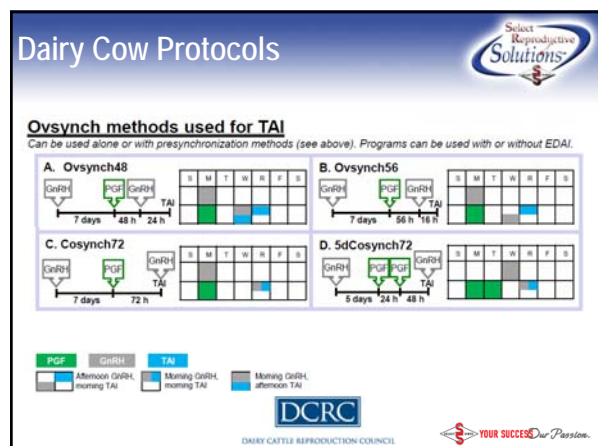 Dairy Cow Protocols
Select
Reproductive
Solutions
Ovsynch methods used for TAI
Can be used alone or with presynchronization methods (see above). Programs can be used with or without EDAI.
A. Ovsynch48
GnRH
PGF
GnRH
TAI
7 days
48 h
24 h
S M T W R F S
B. Ovsynch56
GnRH
PGF
GnRH
TAI
7 days
56 h
16 h
S M T W R F S
C. Cosynch72
GnRH
PGF
GnRH
TAI
7 days
72 h
S M T W R F S
D. 5dCosynch72
GnRH
PGF
PGF
GnRH
TAI
5 days
24 h
48 h
S M T W R F S
PGF
GnRH
TAI
Afternoon GnRH,
morning TAI
Morning GnRH,
morning TAI
Morning GnRH,
afternoon TAI
DCRC
DAIRY CATTLE REPRODUCTION COUNCIL
YOUR SUCCESS Our Passion.